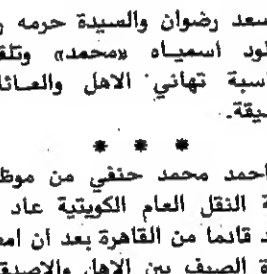 سعد رضوان والسيدة حرمه
لود اسمياه «محمد» وتلق
سبة تهاني الاهل والعائ
يقة.
* * *
احمد محمد حنفي من موظ
ة النقل العام الكويتية عاد
قادما من القاهرة بعد ان امض
ة الصيف بين الاهل والاصدق